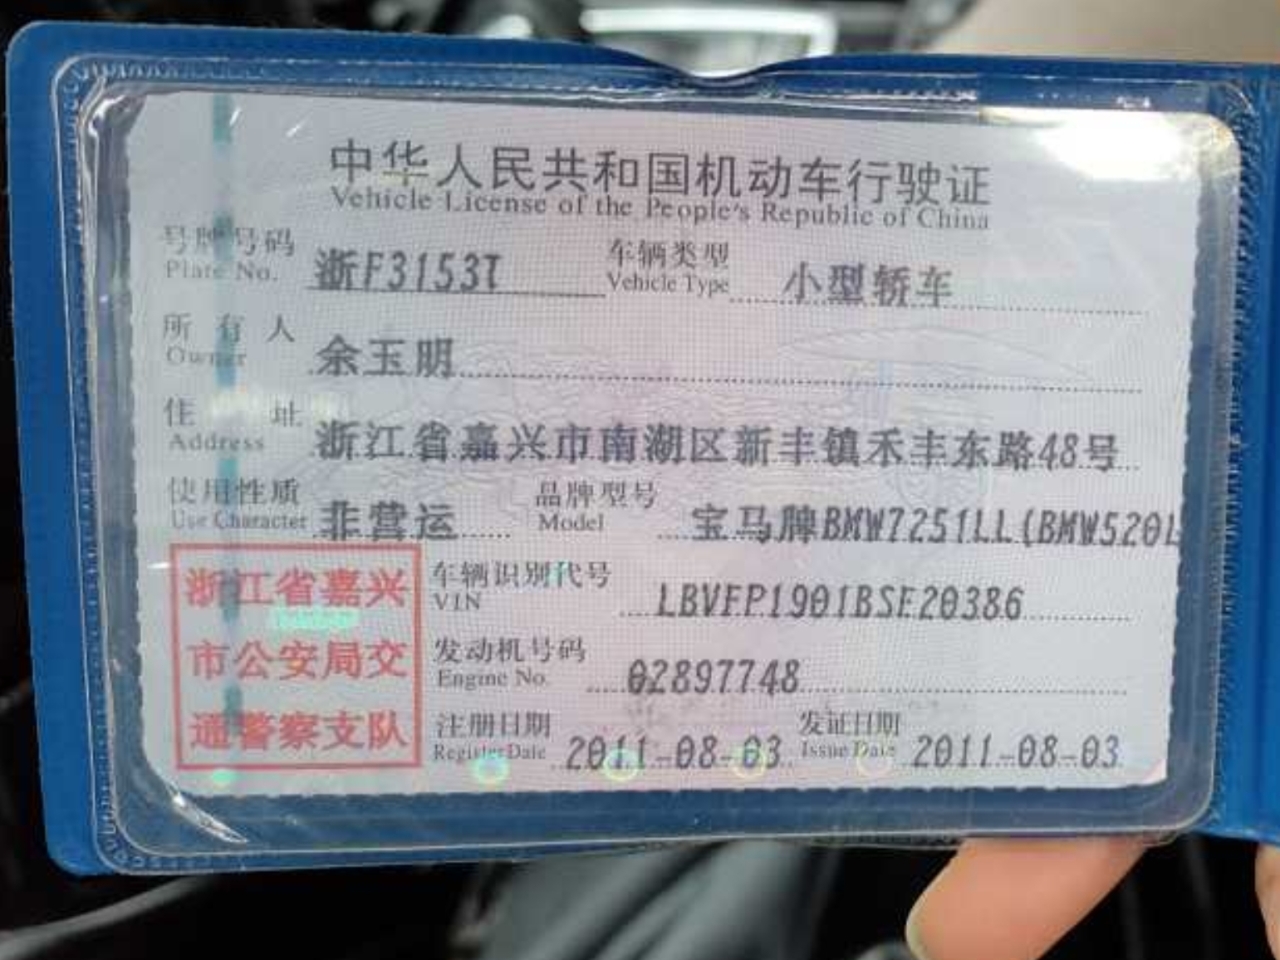 中华人民共和国机动车行驶证
Vehicle License of the People's Republic of China
号牌号码 浙F3153T 车辆类型 小型轿车
Plate No. Vehicle Type
所有人 余玉明
Owner
住址 浙江省嘉兴市南湖区新丰镇禾丰东路48号
Address
使用性质 非营运 品牌型号 宝马牌BMW7251LL(BMW520L
Use Character Model
浙江省嘉兴
市公安局交
通警察支队
车辆识别代号 LBVFP1901BSE20386
VIN
发动机号码 02897748
Engine No.
注册日期 2011-08-03 发证日期 2011-08-03
Register Date Issue Date